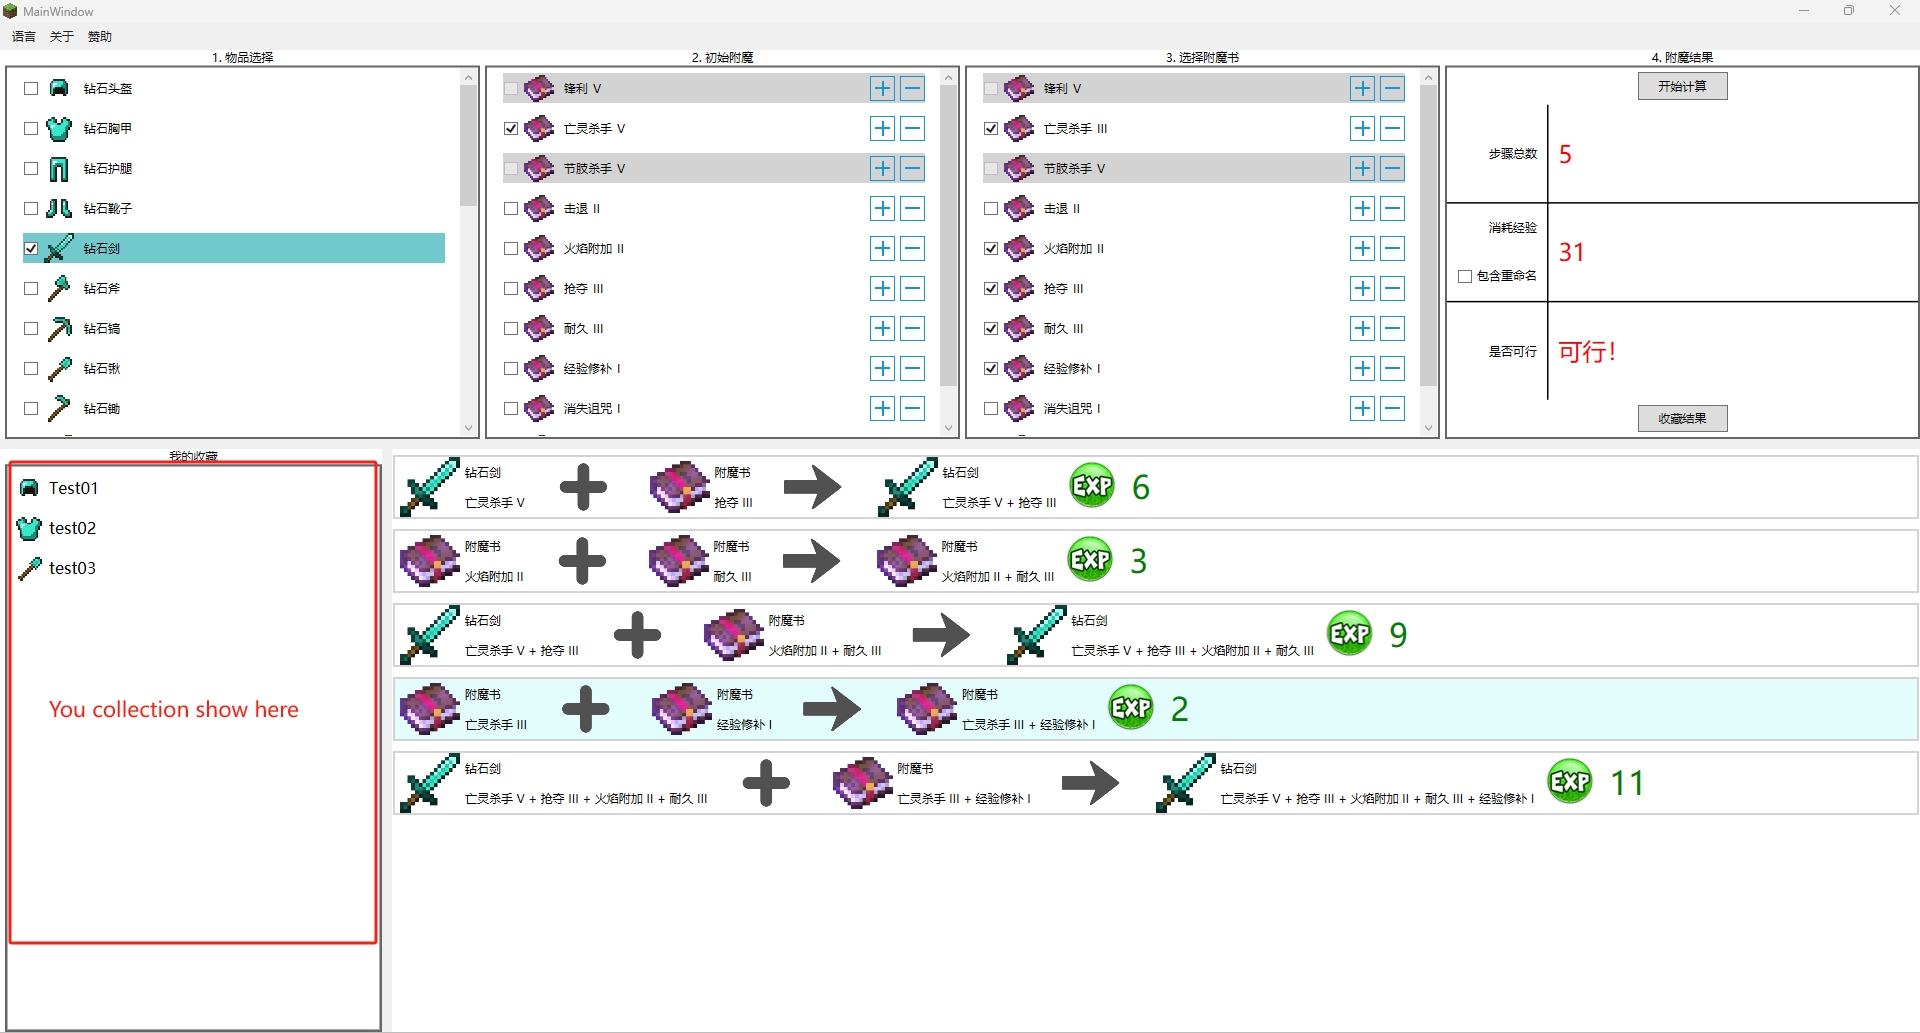 MainWindow
语言 关于 赞助
1. 物品选择
钻石头盔
钻石胸甲
钻石护腿
钻石靴子
钻石剑
钻石斧
钻石镐
钻石锹
钻石锄
2. 初始附魔
锋利 V
亡灵杀手 V
节肢杀手 V
击退 II
火焰附加 II
抢夺 III
耐久 III
经验修补 I
消失诅咒 I
3. 选择附魔书
锋利 V
亡灵杀手 III
节肢杀手 V
击退 II
火焰附加 II
抢夺 III
耐久 III
经验修补 I
消失诅咒 I
4. 附魔结果
开始计算
步骤总数 5
消耗经验 31
包含重命名
是否可行 可行!
收藏结果
我的收藏
Test01
test02
test03
You collection show here
钻石剑 附魔书 钻石剑
亡灵杀手 V 抢夺 III 亡灵杀手 V + 抢夺 III EXP 6
附魔书 附魔书 附魔书
火焰附加 II 耐久 III 火焰附加 II + 耐久 III EXP 3
钻石剑 附魔书 钻石剑
亡灵杀手 V + 抢夺 III 火焰附加 II + 耐久 III 亡灵杀手 V + 抢夺 III + 火焰附加 II + 耐久 III EXP 9
附魔书 附魔书 附魔书
亡灵杀手 III 经验修补 I 亡灵杀手 III + 经验修补 I EXP 2
钻石剑 附魔书 钻石剑
亡灵杀手 V + 抢夺 III + 火焰附加 II + 耐久 III 亡灵杀手 III + 经验修补 I 亡灵杀手 V + 抢夺 III + 火焰附加 II + 耐久 III + 经验修补 I EXP 11